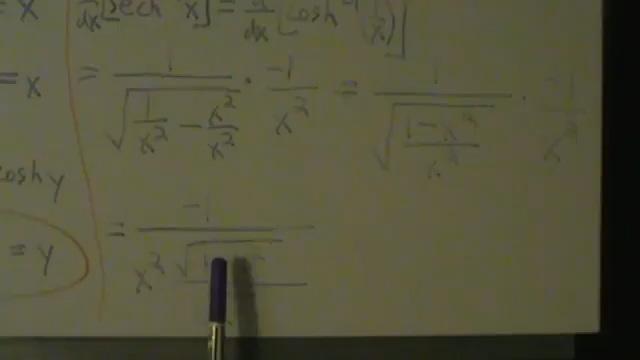 = x
d/dx [sech⁻¹ x] = d/dx [cosh⁻¹ (1/x)]
= x
= 1/√(1/x² − x²/x²) · −1/x² = 1/√((1−x²)/x²) · −1/x²
cosh y
= −1/(x² √
= y